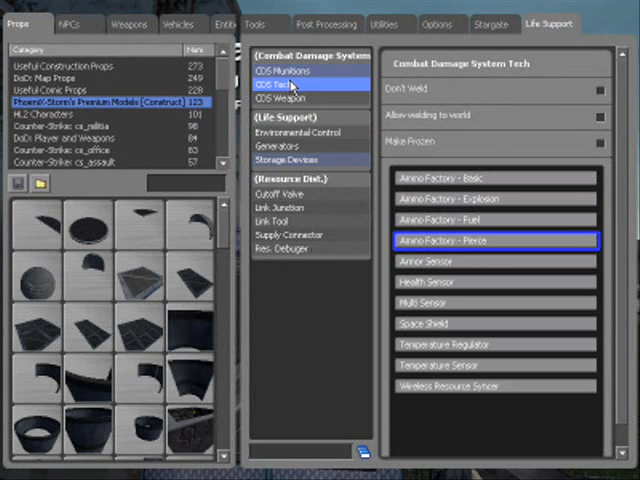 Props NPCs Weapons Vehicles Entit Tools Post Processing Utilities Options Stargate Life Support
Category Num
Useful Construction Props 273
DoD: Map Props 249
Useful Comic Props 228
PhoeniX-Storm's Premium Models [Construct] 123
HL2 Characters 101
Counter-Strike: cs_militia 98
DoD: Player and Weapons 84
Counter-Strike: cs_office 83
Counter-Strike: cs_assault 57
(Combat Damage System
CDS Munitions
CDS Tech
CDS Weapon
(Life Support)
Environmental Control
Generators
Storage Devices
(Resource Dist.)
Cutoff Valve
Link Junction
Link Tool
Supply Connector
Res. Debuger
Combat Damage System Tech
Don't Weld
Allow welding to world
Make Frozen
Ammo Factory - Basic
Ammo Factory - Explosion
Ammo Factory - Fuel
Ammo Factory - Pierce
Armor Sensor
Health Sensor
Multi Sensor
Space Shield
Temperature Regulator
Temperature Sensor
Wireless Resource Syncer